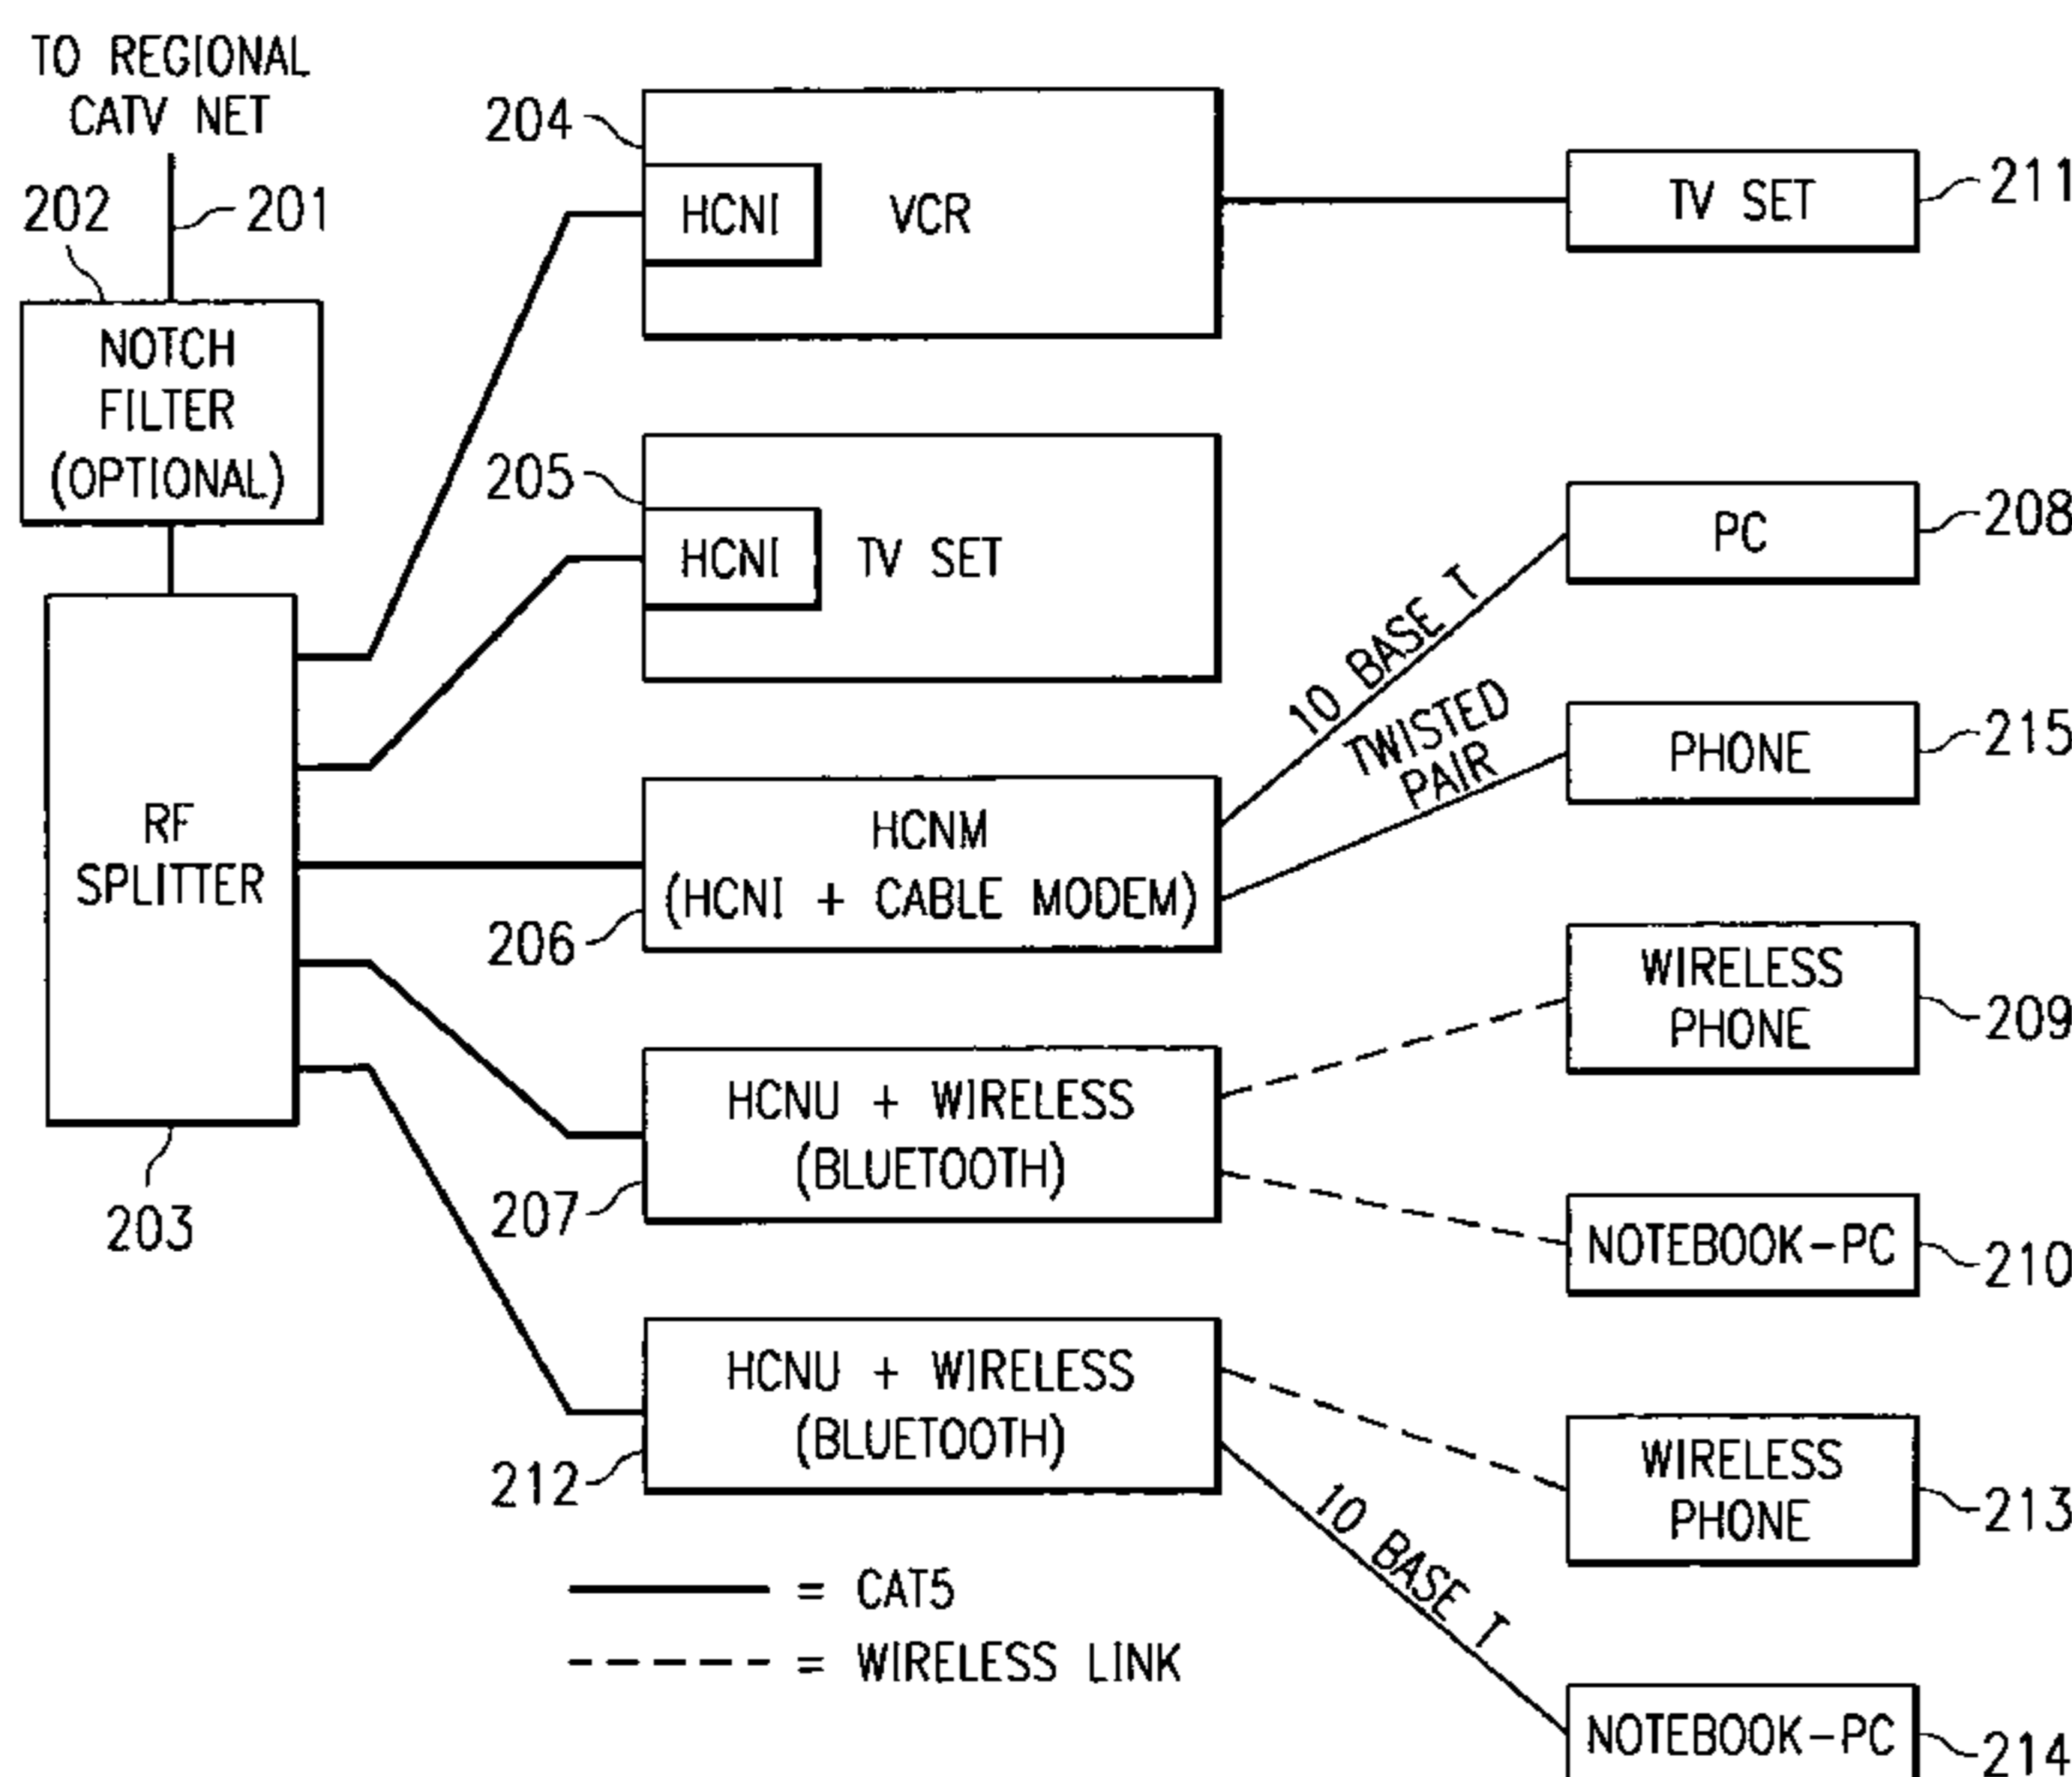 TO REGIONAL
CATV NET
202
201
NOTCH
FILTER
(OPTIONAL)
RF
SPLITTER
203
204
HCNI
VCR
TV SET
211
205
HCNI
TV SET
10 BASE T
PC
208
TWISTED
PAIR
PHONE
215
HCNM
(HCNI + CABLE MODEM)
206
WIRELESS
PHONE
209
HCNU + WIRELESS
(BLUETOOTH)
207
NOTEBOOK-PC
210
HCNU + WIRELESS
(BLUETOOTH)
212
WIRELESS
PHONE
213
10 BASE T
NOTEBOOK-PC
214
= CAT5
= WIRELESS LINK